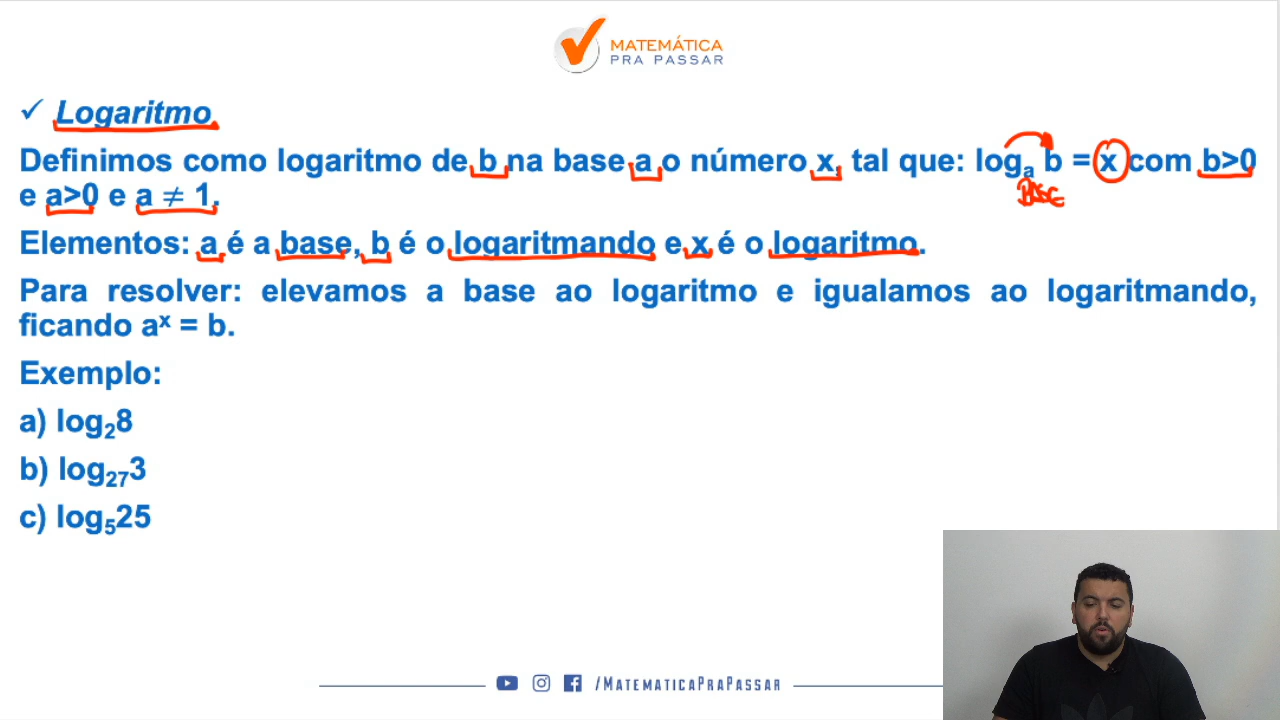 MATEMÁTICA
PRA PASSAR
✓ Logaritmo
Definimos como logaritmo de b na base a o número x, tal que: logₐ b = x com b>0
BASE
e a>0 e a ≠ 1.
Elementos: a é a base, b é o logaritmando e x é o logaritmo.
Para resolver: elevamos a base ao logaritmo e igualamos ao logaritmando,
ficando aˣ = b.
Exemplo:
a) log₂8
b) log₂₇3
c) log₅25
/MATEMATICAPRAPASSAR